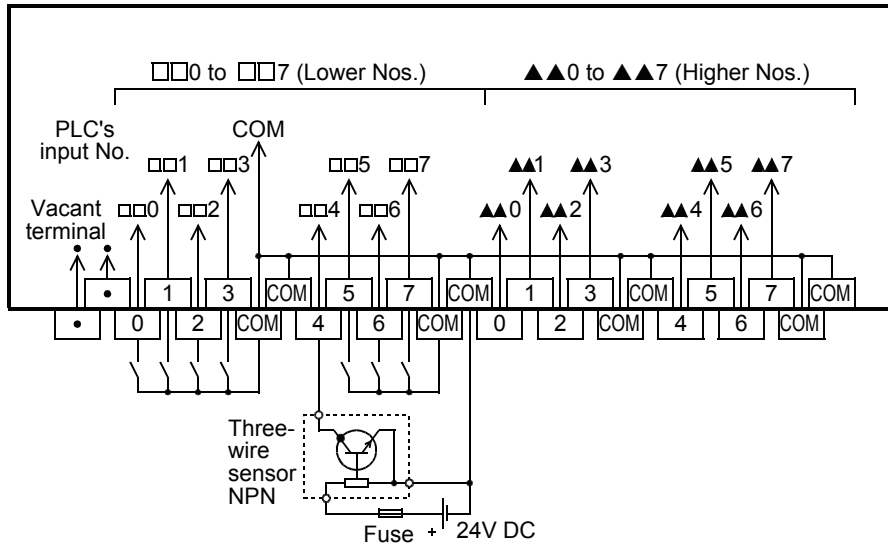 □□0 to □□7 (Lower Nos.) ▲▲0 to ▲▲7 (Higher Nos.)
PLC's
input No.
COM
□□1 □□3 □□5 □□7 ▲▲1 ▲▲3 ▲▲5 ▲▲7
Vacant
terminal
□□0 □□2 □□4 □□6 ▲▲0 ▲▲2 ▲▲4 ▲▲6
• 1 3 COM 5 7 COM 1 3 COM 5 7 COM
• 0 2 COM 4 6 COM 0 2 COM 4 6 COM
Three-
wire
sensor
NPN
Fuse + 24V DC